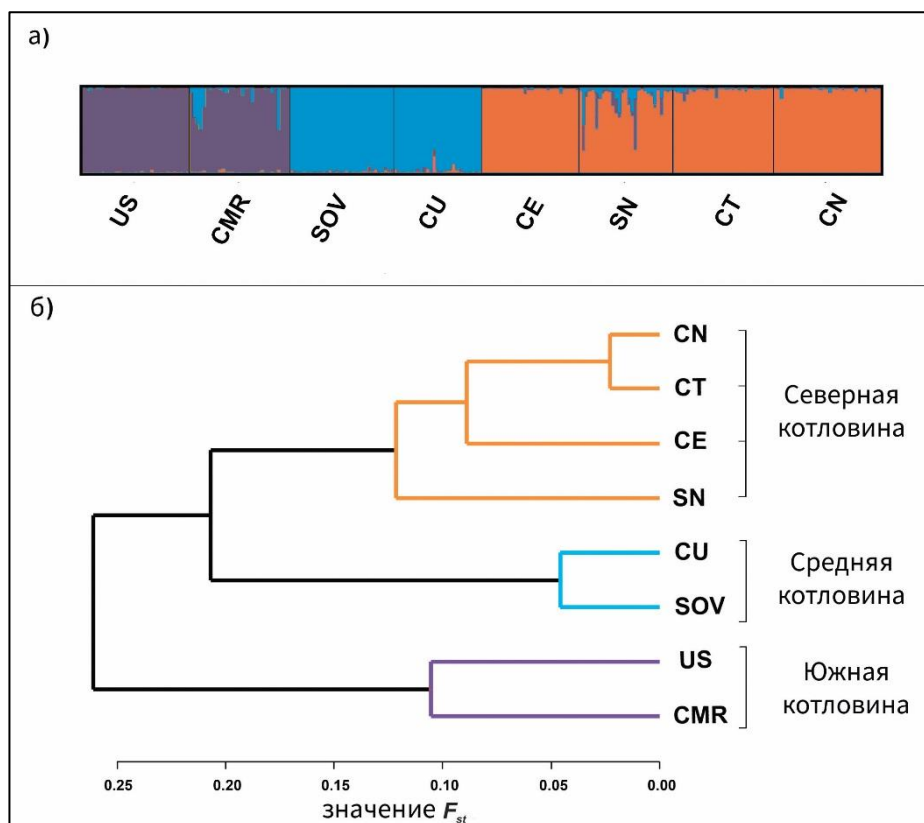 а)
US
CMR
SOV
CU
CE
SN
CT
CN
б)
CN
CT
CE
SN
Северная
котловина
CU
SOV
Средняя
котловина
US
CMR
Южная
котловина
0.25
0.20
0.15
0.10
0.05
0.00
значение Fst